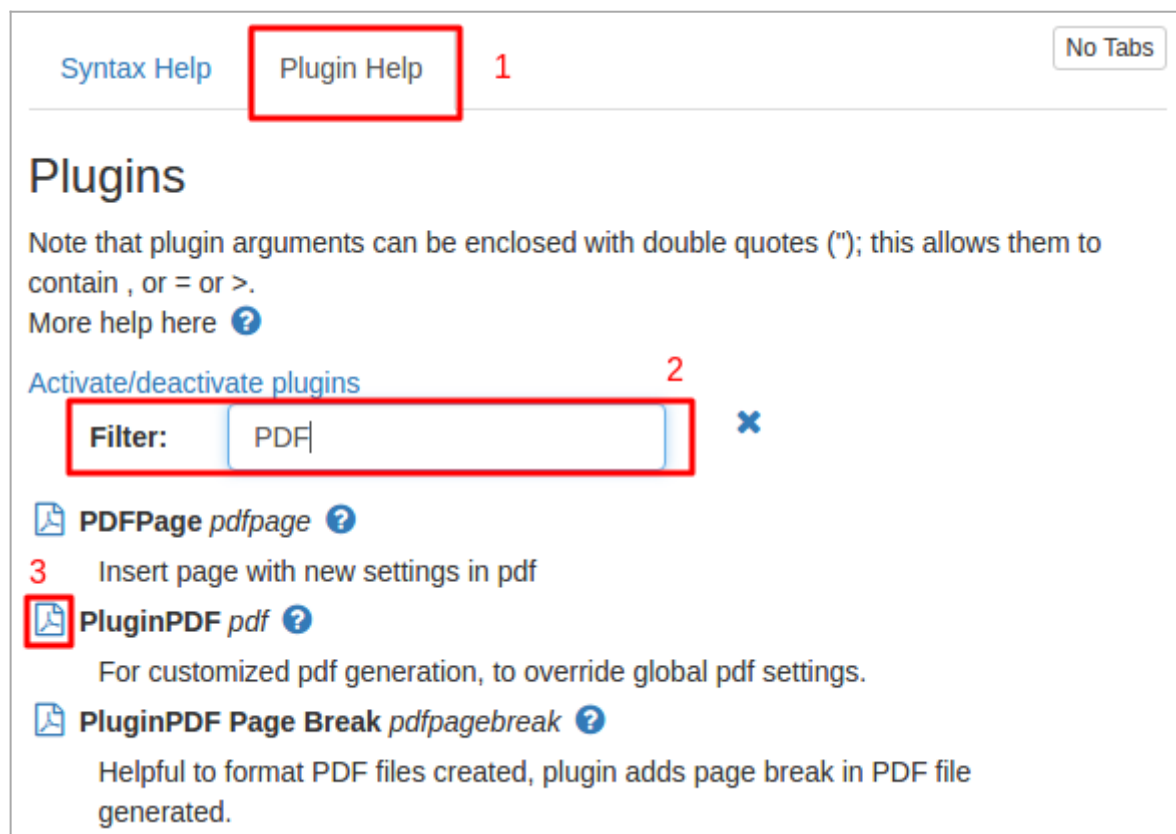 Syntax Help Plugin Help 1 No Tabs
Plugins
Note that plugin arguments can be enclosed with double quotes ("); this allows them to
contain , or = or >.
More help here ?
Activate/deactivate plugins 2
Filter: PDF
PDFPage pdfpage ?
3 Insert page with new settings in pdf
PluginPDF pdf ?
For customized pdf generation, to override global pdf settings.
PluginPDF Page Break pdfpagebreak ?
Helpful to format PDF files created, plugin adds page break in PDF file
generated.